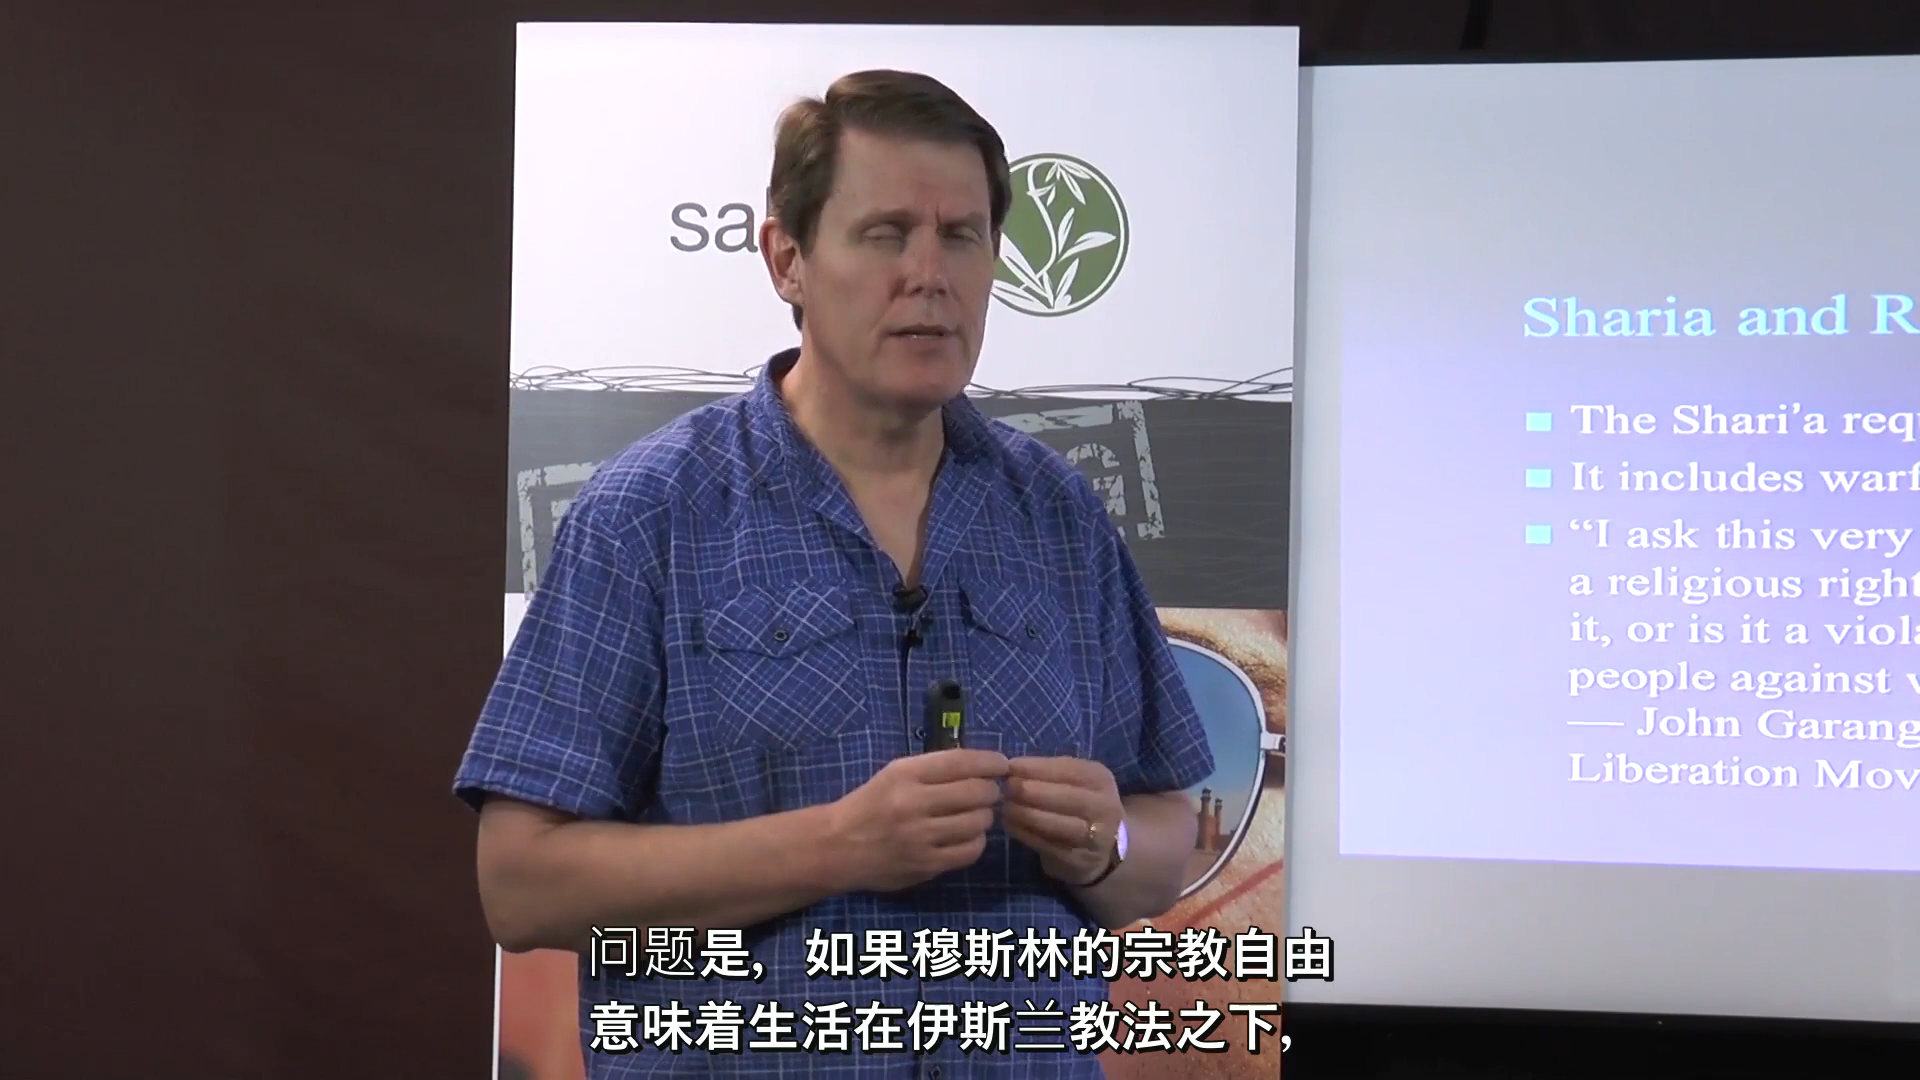 sa
Sharia and R
The Shari'a req
It includes warf
“I ask this very
a religious right
it, or is it a viol
people against
— John Garang
Liberation Mov
问题是，如果穆斯林的宗教自由
意味着生活在伊斯兰教法之下，